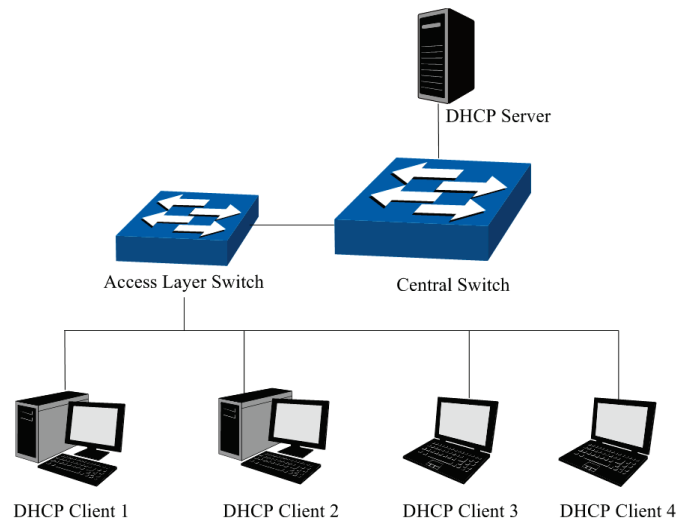 DHCP Server
Access Layer Switch
Central Switch
DHCP Client 1
DHCP Client 2
DHCP Client 3
DHCP Client 4